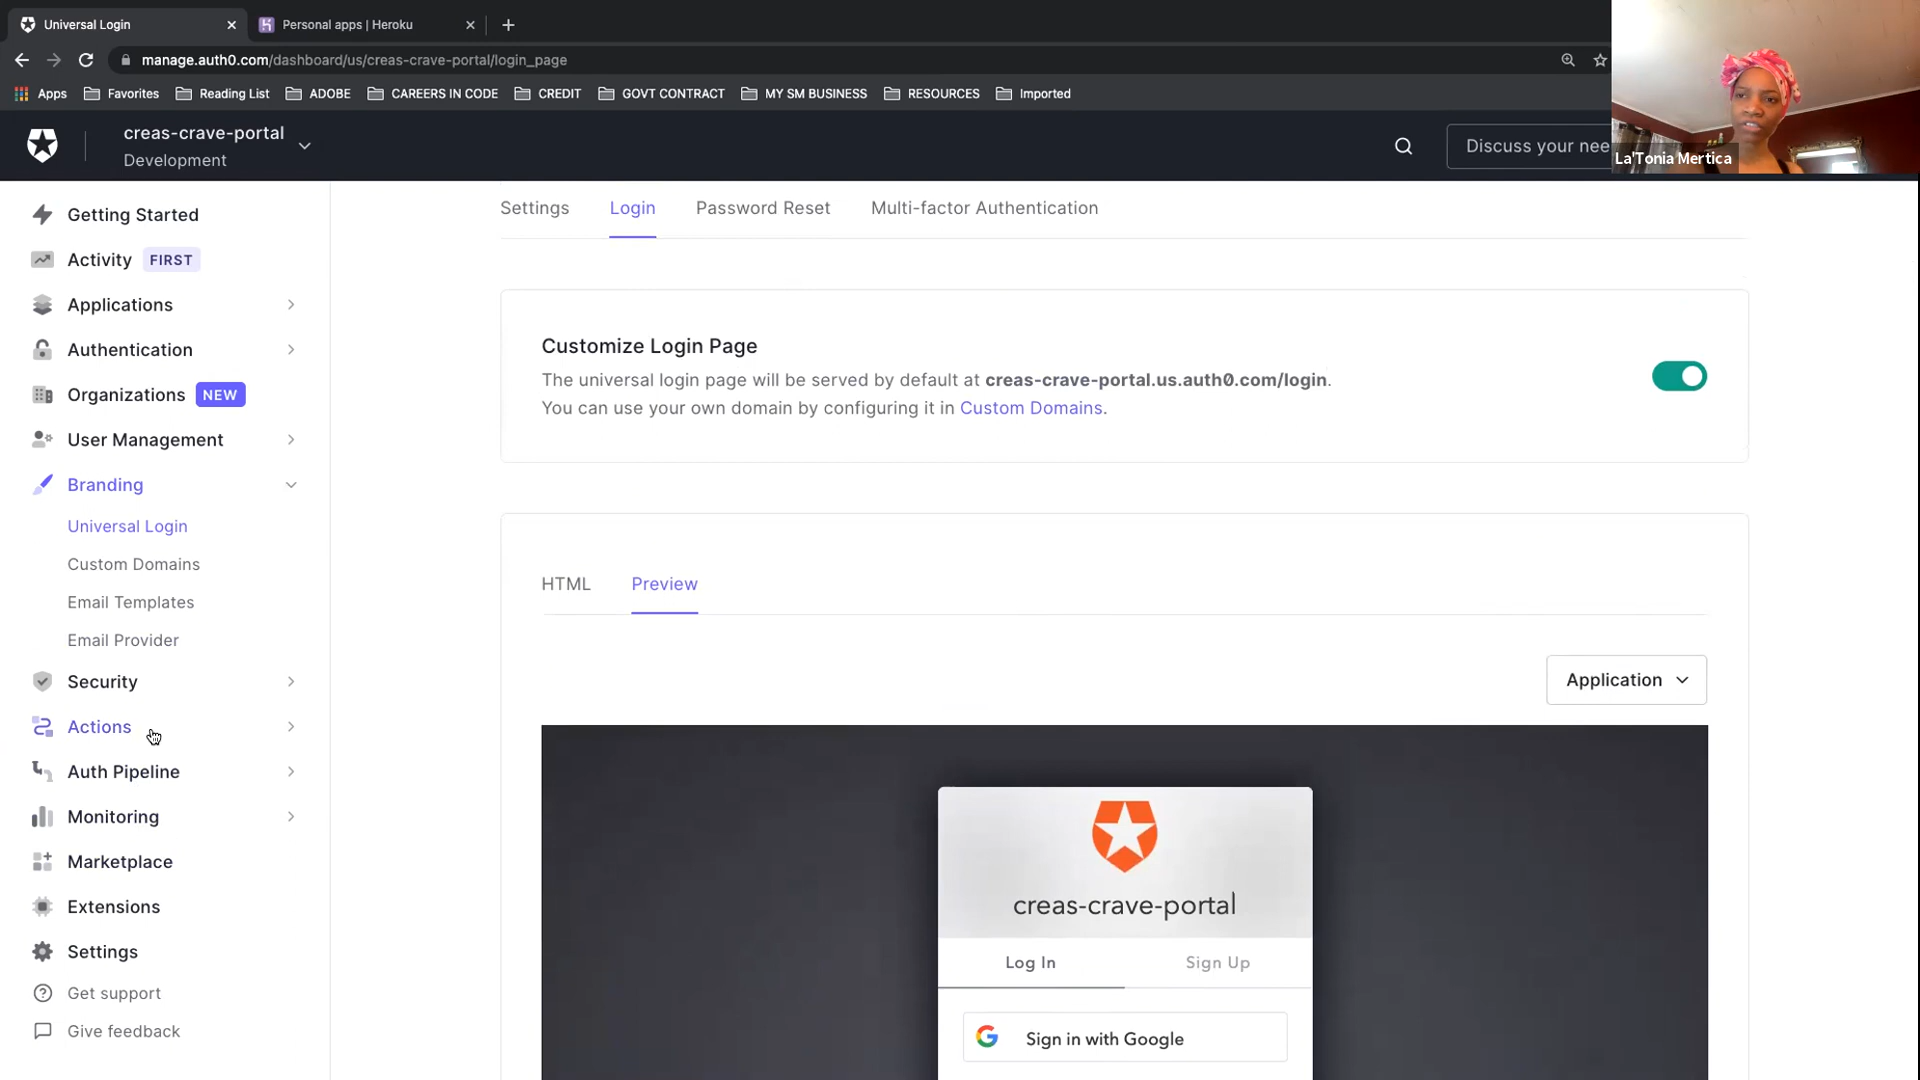 Universal Login
Personal apps | Heroku
manage.auth0.com/dashboard/us/creas-crave-portal/login_page
Apps
Favorites
Reading List
ADOBE
CAREERS IN CODE
CREDIT
GOVT CONTRACT
MY SM BUSINESS
RESOURCES
Imported
La'Tonia Mertica
creas-crave-portal
Development
Discuss your nee
Getting Started
Activity FIRST
Applications
Authentication
Organizations NEW
User Management
Branding
Universal Login
Custom Domains
Email Templates
Email Provider
Security
Actions
Auth Pipeline
Monitoring
Marketplace
Extensions
Settings
Get support
Give feedback
Settings Login Password Reset Multi-factor Authentication
Customize Login Page
The universal login page will be served by default at creas-crave-portal.us.auth0.com/login.
You can use your own domain by configuring it in Custom Domains.
HTML Preview
Application
creas-crave-portal
Log In Sign Up
Sign in with Google